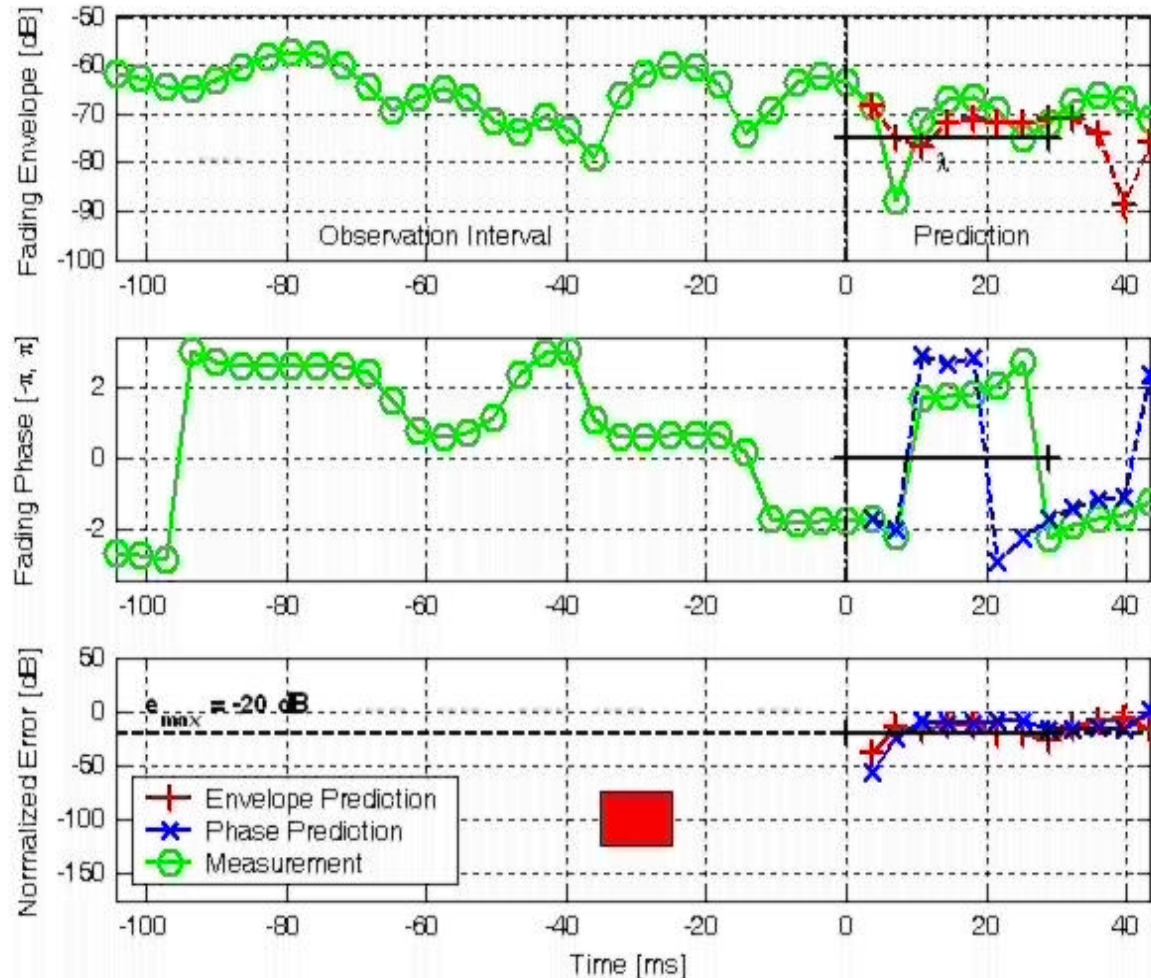 Fading Envelope [dB]
-50
-60
-70
-80
-90
-100
Observation Interval
Prediction
λ
-100 -80 -60 -40 -20 0 20 40
Fading Phase [-π, π]
2
0
2
-100 -80 -60 -40 -20 0 20 40
Normalized Error [dB]
50
0
-50
-100
-150
e_max = -20 dB
Envelope Prediction
Phase Prediction
Measurement
-100 -80 -60 -40 -20 0 20 40
Time [ms]